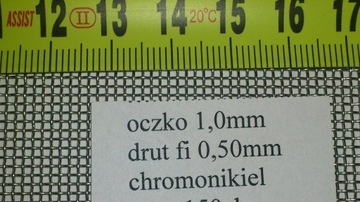 ASSIST 12 II 13 14 20°C 15 16 17
oczko 1,0mm
drut fi 0,50mm
chromonikiel